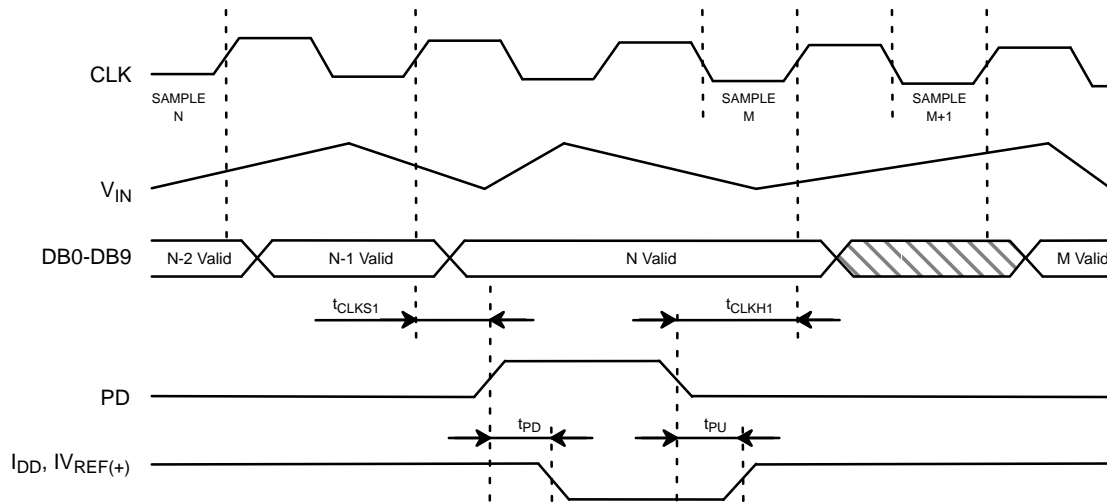 CLK
SAMPLE
N
SAMPLE
M
SAMPLE
M+1
VIN
DB0-DB9
N-2 Valid
N-1 Valid
N Valid
M Valid
tCLKS1
tCLKH1
PD
tPD
tPU
IDD, IVREF(+)